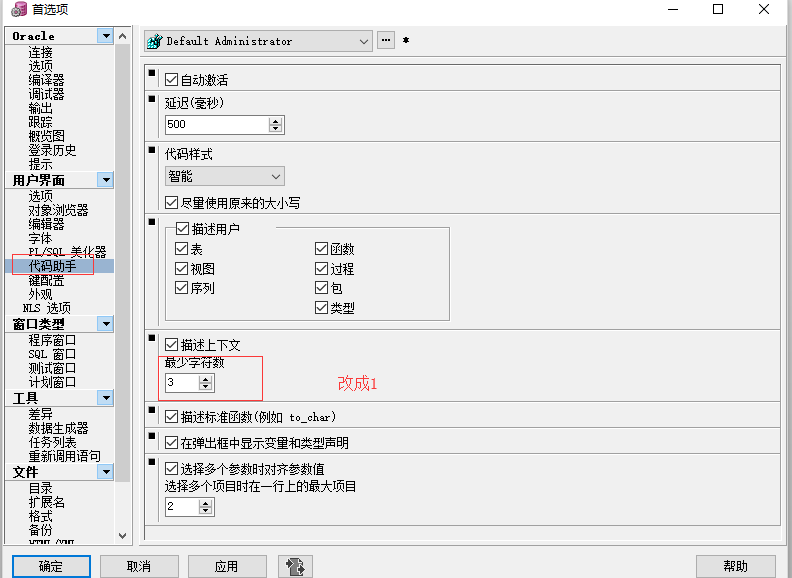 首选项
Oracle
连接
选项
编译器
调试器
输出
跟踪
概览图
登录历史
提示
用户界面
选项
对象浏览器
编辑器
字体
PL/SQL 美化器
代码助手
键配置
外观
NLS 选项
窗口类型
程序窗口
SQL 窗口
测试窗口
计划窗口
工具
差异
数据生成器
任务列表
重新调用语句
文件
目录
扩展名
格式
备份
HTML/XML
Default Administrator
自动激活
延迟(毫秒)
500
代码样式
智能
尽量使用原来的大小写
描述用户
表 函数
视图 过程
序列 包
类型
描述上下文
最少字符数
3
改成1
描述标准函数(例如 to_char)
在弹出框中显示变量和类型声明
选择多个参数时对齐参数值
选择多个项目时在一行上的最大项目
2
确定 取消 应用 帮助